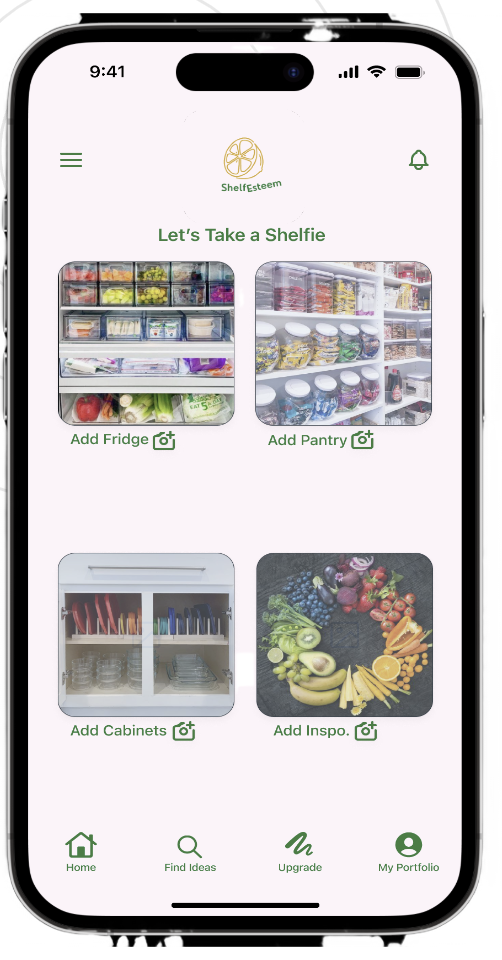 9:41
ShelfEsteem
Let's Take a Shelfie
Add Fridge
Add Pantry
Add Cabinets
Add Inspo.
Home
Find Ideas
Upgrade
My Portfolio